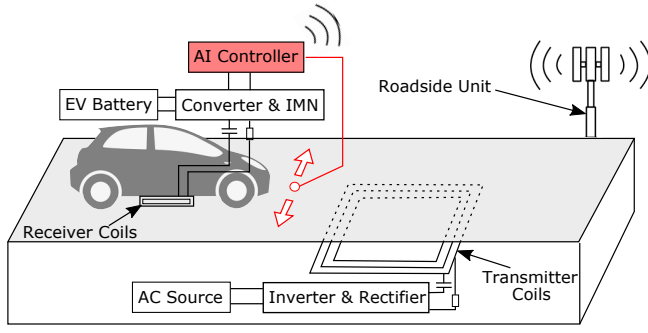 AI Controller
Roadside Unit
EV Battery
Converter & IMN
Receiver Coils
Transmitter
Coils
AC Source
Inverter & Rectifier